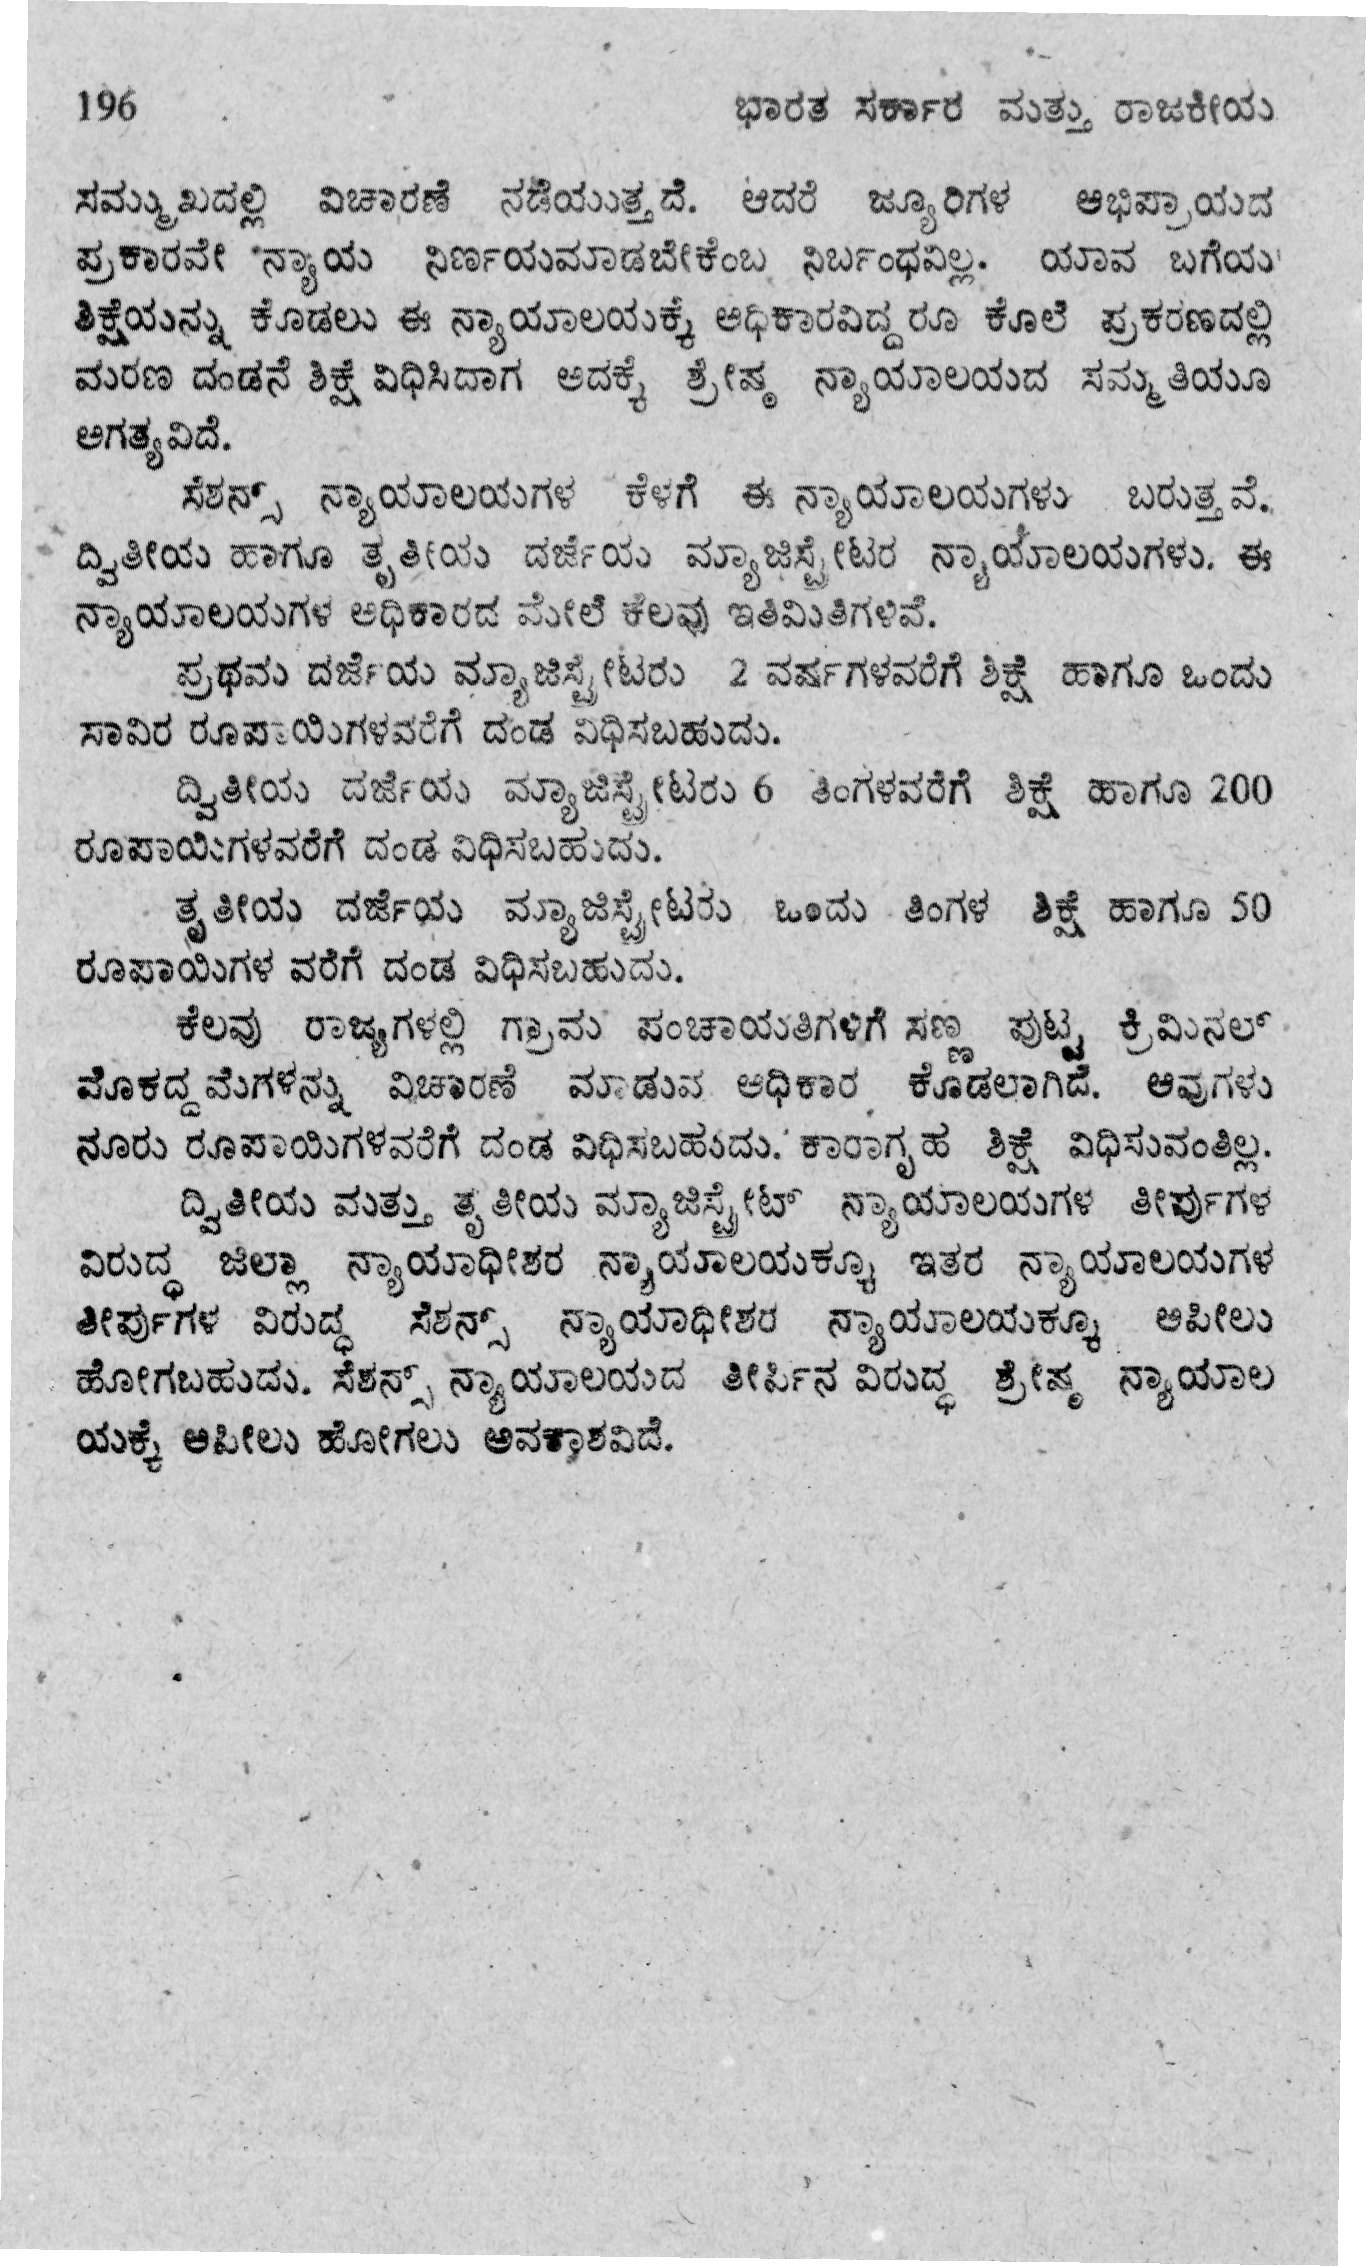 196 ಭಾರತ ಸರ್ಕಾರ ಮತ್ತು ರಾಜಕೀಯ
ಸಮ್ಮುಖದಲ್ಲಿ ವಿಚಾರಣೆ ನಡೆಯುತ್ತದೆ. ಆದರೆ ಜ್ಯೂರಿಗಳ ಅಭಿಪ್ರಾಯದ
ಪ್ರಕಾರವೇ ನ್ಯಾಯ ನಿರ್ಣಯಮಾಡಬೇಕೆಂಬ ನಿರ್ಬಂಧವಿಲ್ಲ. ಯಾವ ಬಗೆಯ
ಶಿಕ್ಷೆಯನ್ನು ಕೊಡಲು ಈ ನ್ಯಾಯಾಲಯಕ್ಕೆ ಅಧಿಕಾರವಿದ್ದರೂ ಕೊಲೆ ಪ್ರಕರಣದಲ್ಲಿ
ಮರಣ ದಂಡನೆ ಶಿಕ್ಷೆ ವಿಧಿಸಿದಾಗ ಅದಕ್ಕೆ ಶ್ರೇಷ್ಠ ನ್ಯಾಯಾಲಯದ ಸಮ್ಮತಿಯೂ
ಅಗತ್ಯವಿದೆ.
ಸೆಶನ್ಸ್ ನ್ಯಾಯಾಲಯಗಳ ಕೆಳಗೆ ಈ ನ್ಯಾಯಾಲಯಗಳು ಬರುತ್ತವೆ.
ದ್ವಿತೀಯ ಹಾಗೂ ತೃತೀಯ ದರ್ಜೆಯ ಮ್ಯಾಜಿಸ್ಟ್ರೇಟರ ನ್ಯಾಯಾಲಯಗಳು. ಈ
ನ್ಯಾಯಾಲಯಗಳ ಅಧಿಕಾರದ ಮೇಲೆ ಕೆಲವು ಇತಿಮಿತಿಗಳಿವೆ.
ಪ್ರಥಮ ದರ್ಜೆಯ ಮ್ಯಾಜಿಸ್ಟ್ರೇಟರು 2 ವರ್ಷಗಳವರೆಗೆ ಶಿಕ್ಷೆ ಹಾಗೂ ಒಂದು
ಸಾವಿರ ರೂಪಾಯಿಗಳವರೆಗೆ ದಂಡ ವಿಧಿಸಬಹುದು.
ದ್ವಿತೀಯ ದರ್ಜೆಯ ಮ್ಯಾಜಿಸ್ಟ್ರೇಟರು 6 ತಿಂಗಳವರೆಗೆ ಶಿಕ್ಷೆ ಹಾಗೂ 200
ರೂಪಾಯಿಗಳವರೆಗೆ ದಂಡ ವಿಧಿಸಬಹುದು.
ತೃತೀಯ ದರ್ಜೆಯ ಮ್ಯಾಜಿಸ್ಟ್ರೇಟರು ಒಂದು ತಿಂಗಳ ಶಿಕ್ಷೆ ಹಾಗೂ 50
ರೂಪಾಯಿಗಳ ವರೆಗೆ ದಂಡ ವಿಧಿಸಬಹುದು.
ಕೆಲವು ರಾಜ್ಯಗಳಲ್ಲಿ ಗ್ರಾಮ ಪಂಚಾಯತಿಗಳಿಗೆ ಸಣ್ಣ ಪುಟ್ಟ ಕ್ರಿಮಿನಲ್
ಮೊಕದ್ದಮೆಗಳನ್ನು ವಿಚಾರಣೆ ಮಾಡುವ ಅಧಿಕಾರ ಕೊಡಲಾಗಿದೆ. ಅವುಗಳು
ನೂರು ರೂಪಾಯಿಗಳವರೆಗೆ ದಂಡ ವಿಧಿಸಬಹುದು. ಕಾರಾಗೃಹ ಶಿಕ್ಷೆ ವಿಧಿಸುವಂತಿಲ್ಲ.
ದ್ವಿತೀಯ ಮತ್ತು ತೃತೀಯ ಮ್ಯಾಜಿಸ್ಟ್ರೇಟ್ ನ್ಯಾಯಾಲಯಗಳ ತೀರ್ಪುಗಳ
ವಿರುದ್ಧ ಜಿಲ್ಲಾ ನ್ಯಾಯಾಧೀಶರ ನ್ಯಾಯಾಲಯಕ್ಕೂ ಇತರ ನ್ಯಾಯಾಲಯಗಳ
ತೀರ್ಪುಗಳ ವಿರುದ್ಧ ಸೆಶನ್ಸ್ ನ್ಯಾಯಾಧೀಶರ ನ್ಯಾಯಾಲಯಕ್ಕೂ ಅಪೀಲು
ಹೋಗಬಹುದು. ಸೆಶನ್ಸ್ ನ್ಯಾಯಾಲಯದ ತೀರ್ಪಿನ ವಿರುದ್ಧ ಶ್ರೇಷ್ಠ ನ್ಯಾಯಾಲ
ಯಕ್ಕೆ ಅಪೀಲು ಹೋಗಲು ಅವಕಾಶವಿದೆ.